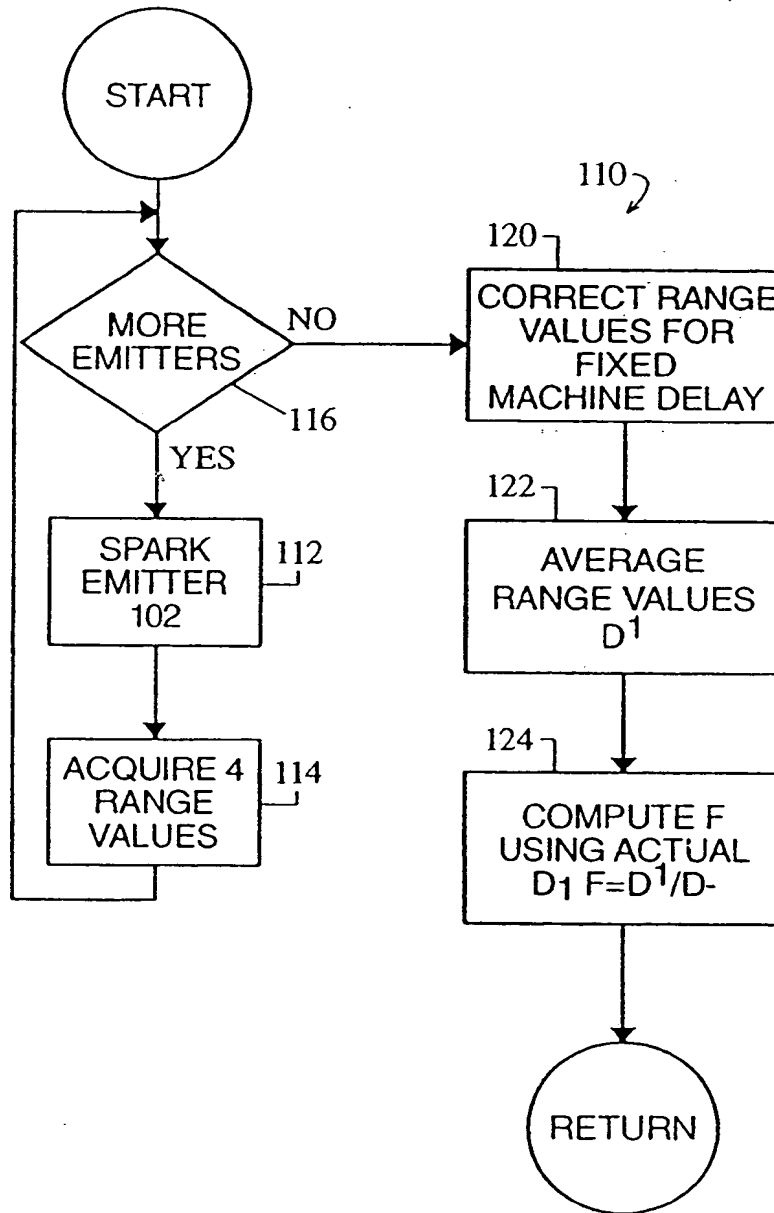 START
MORE
EMITTERS
116
NO
YES
SPARK
EMITTER
102
112
ACQUIRE 4
RANGE
VALUES
114
110
120
CORRECT RANGE
VALUES FOR
FIXED
MACHINE DELAY
122
AVERAGE
RANGE VALUES
D¹
124
COMPUTE F
USING ACTUAL
D₁ F=D¹/D-
RETURN